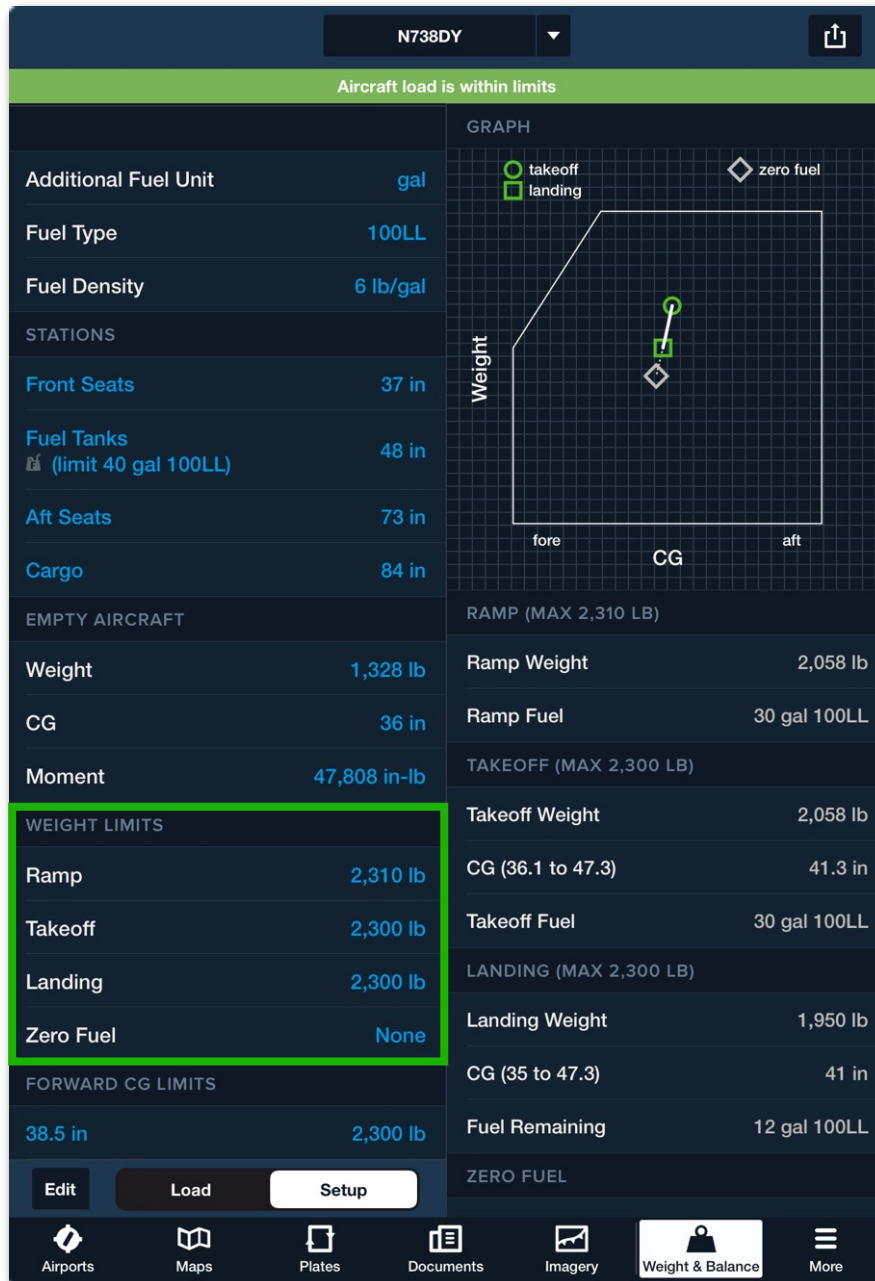 N738DY
Aircraft load is within limits
Additional Fuel Unit gal
Fuel Type 100LL
Fuel Density 6 lb/gal
STATIONS
Front Seats 37 in
Fuel Tanks
(limit 40 gal 100LL) 48 in
Aft Seats 73 in
Cargo 84 in
EMPTY AIRCRAFT
Weight 1,328 lb
CG 36 in
Moment 47,808 in-lb
WEIGHT LIMITS
Ramp 2,310 lb
Takeoff 2,300 lb
Landing 2,300 lb
Zero Fuel None
FORWARD CG LIMITS
38.5 in 2,300 lb
Edit Load Setup
GRAPH
takeoff zero fuel
landing
Weight
fore aft
CG
RAMP (MAX 2,310 LB)
Ramp Weight 2,058 lb
Ramp Fuel 30 gal 100LL
TAKEOFF (MAX 2,300 LB)
Takeoff Weight 2,058 lb
CG (36.1 to 47.3) 41.3 in
Takeoff Fuel 30 gal 100LL
LANDING (MAX 2,300 LB)
Landing Weight 1,950 lb
CG (35 to 47.3) 41 in
Fuel Remaining 12 gal 100LL
ZERO FUEL
Airports Maps Plates Documents Imagery Weight & Balance More